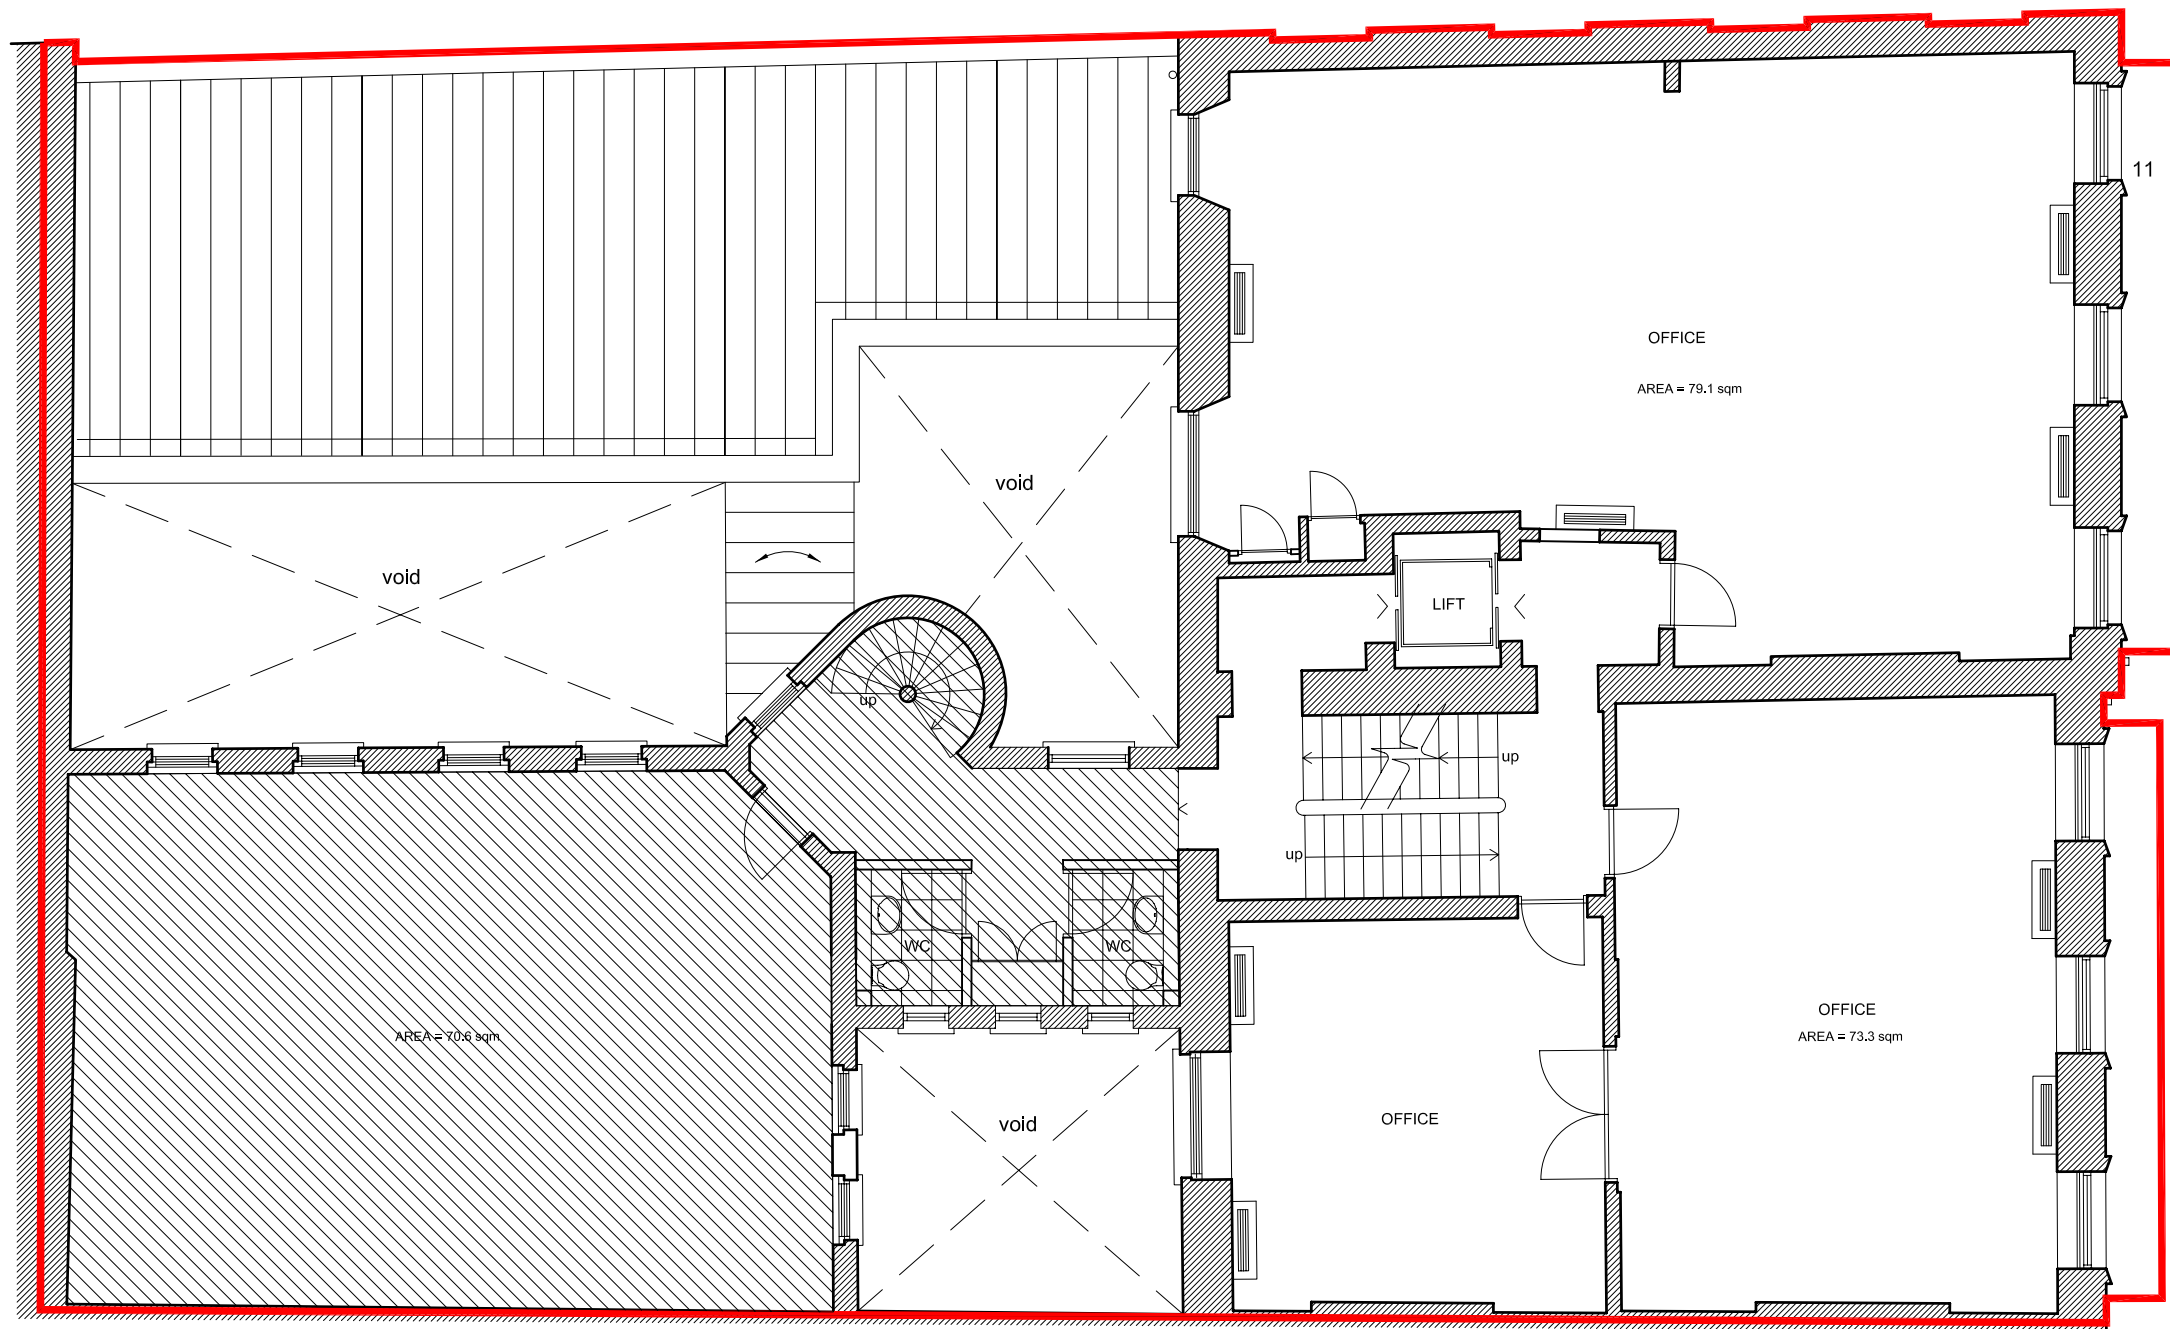 11
OFFICE
AREA = 79.1 sqm
void
void
LIFT
up
up
up
WC
WC
OFFICE
AREA = 73.3 sqm
AREA = 70.6 sqm
void
OFFICE